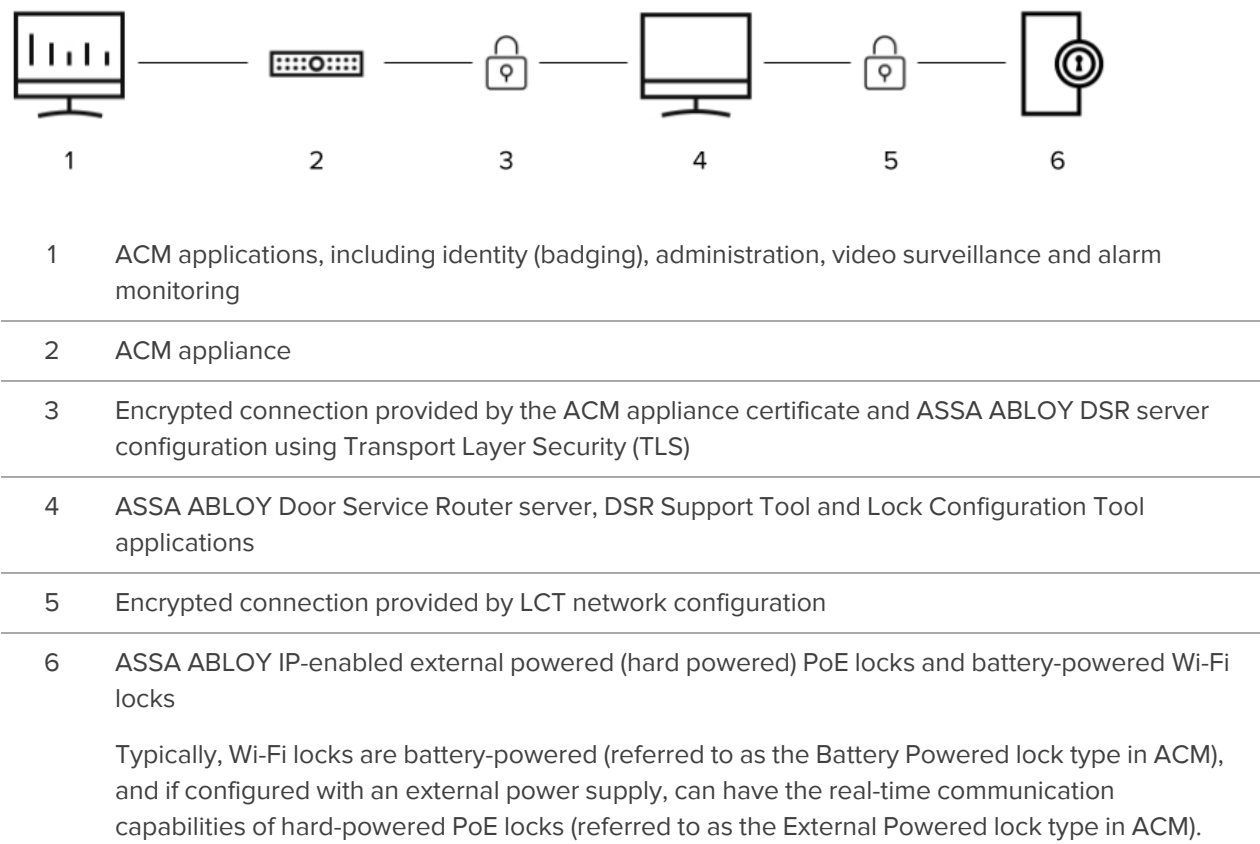 1 2 3 4 5 6
1 ACM applications, including identity (badging), administration, video surveillance and alarm
monitoring
2 ACM appliance
3 Encrypted connection provided by the ACM appliance certificate and ASSA ABLOY DSR server
configuration using Transport Layer Security (TLS)
4 ASSA ABLOY Door Service Router server, DSR Support Tool and Lock Configuration Tool
applications
5 Encrypted connection provided by LCT network configuration
6 ASSA ABLOY IP-enabled external powered (hard powered) PoE locks and battery-powered Wi-Fi
locks
Typically, Wi-Fi locks are battery-powered (referred to as the Battery Powered lock type in ACM),
and if configured with an external power supply, can have the real-time communication
capabilities of hard-powered PoE locks (referred to as the External Powered lock type in ACM).